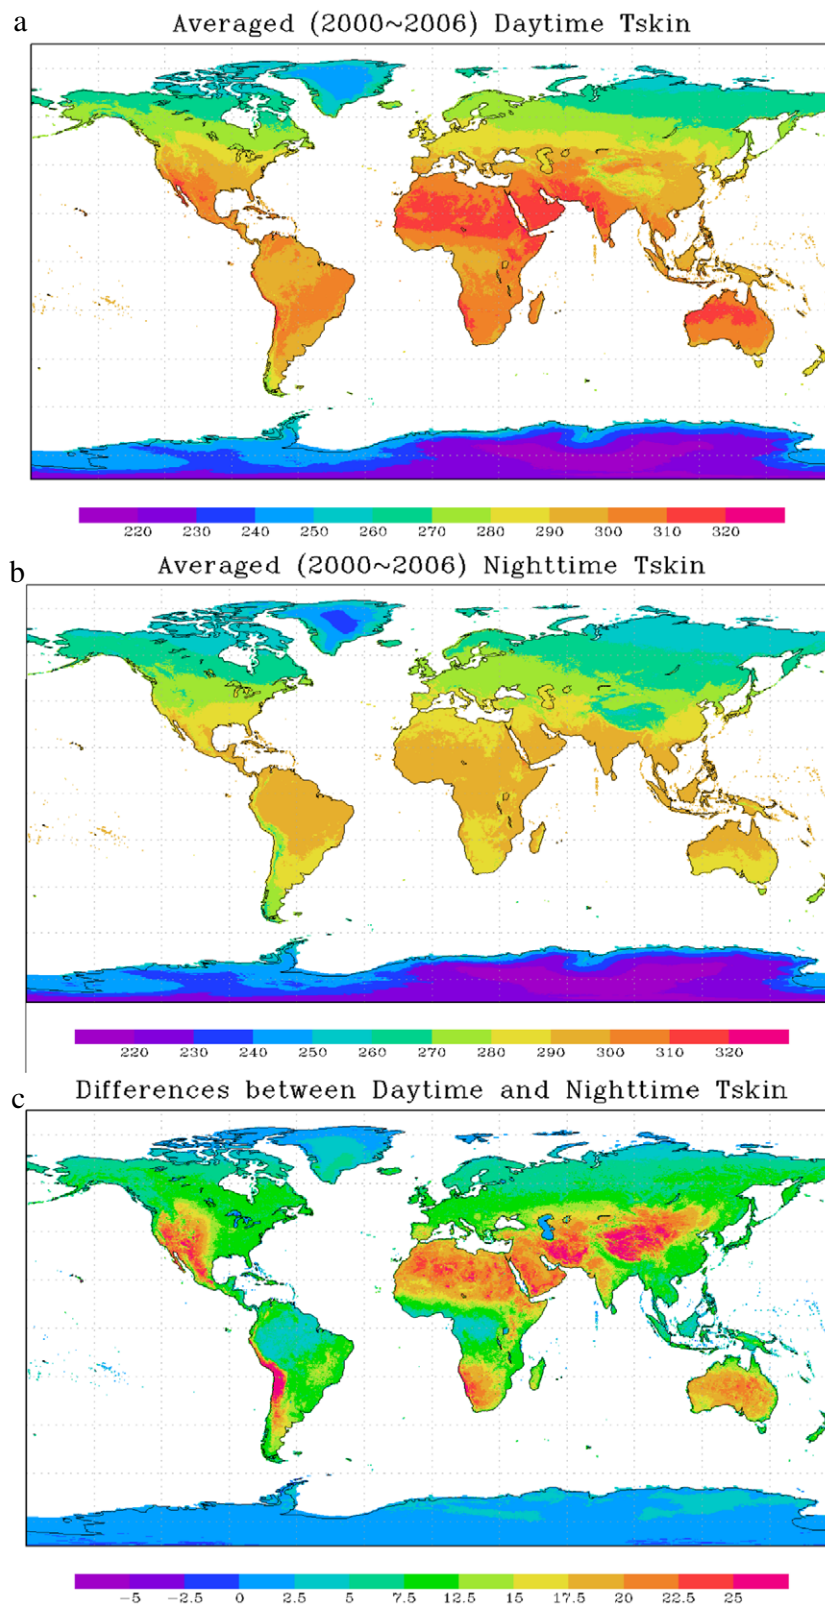 a
Averaged (2000~2006) Daytime Tskin
220 230 240 250 260 270 280 290 300 310 320
b
Averaged (2000~2006) Nighttime Tskin
220 230 240 250 260 270 280 290 300 310 320
c
Differences between Daytime and Nighttime Tskin
-5 -2.5 0 2.5 5 7.5 12.5 15 17.5 20 22.5 25